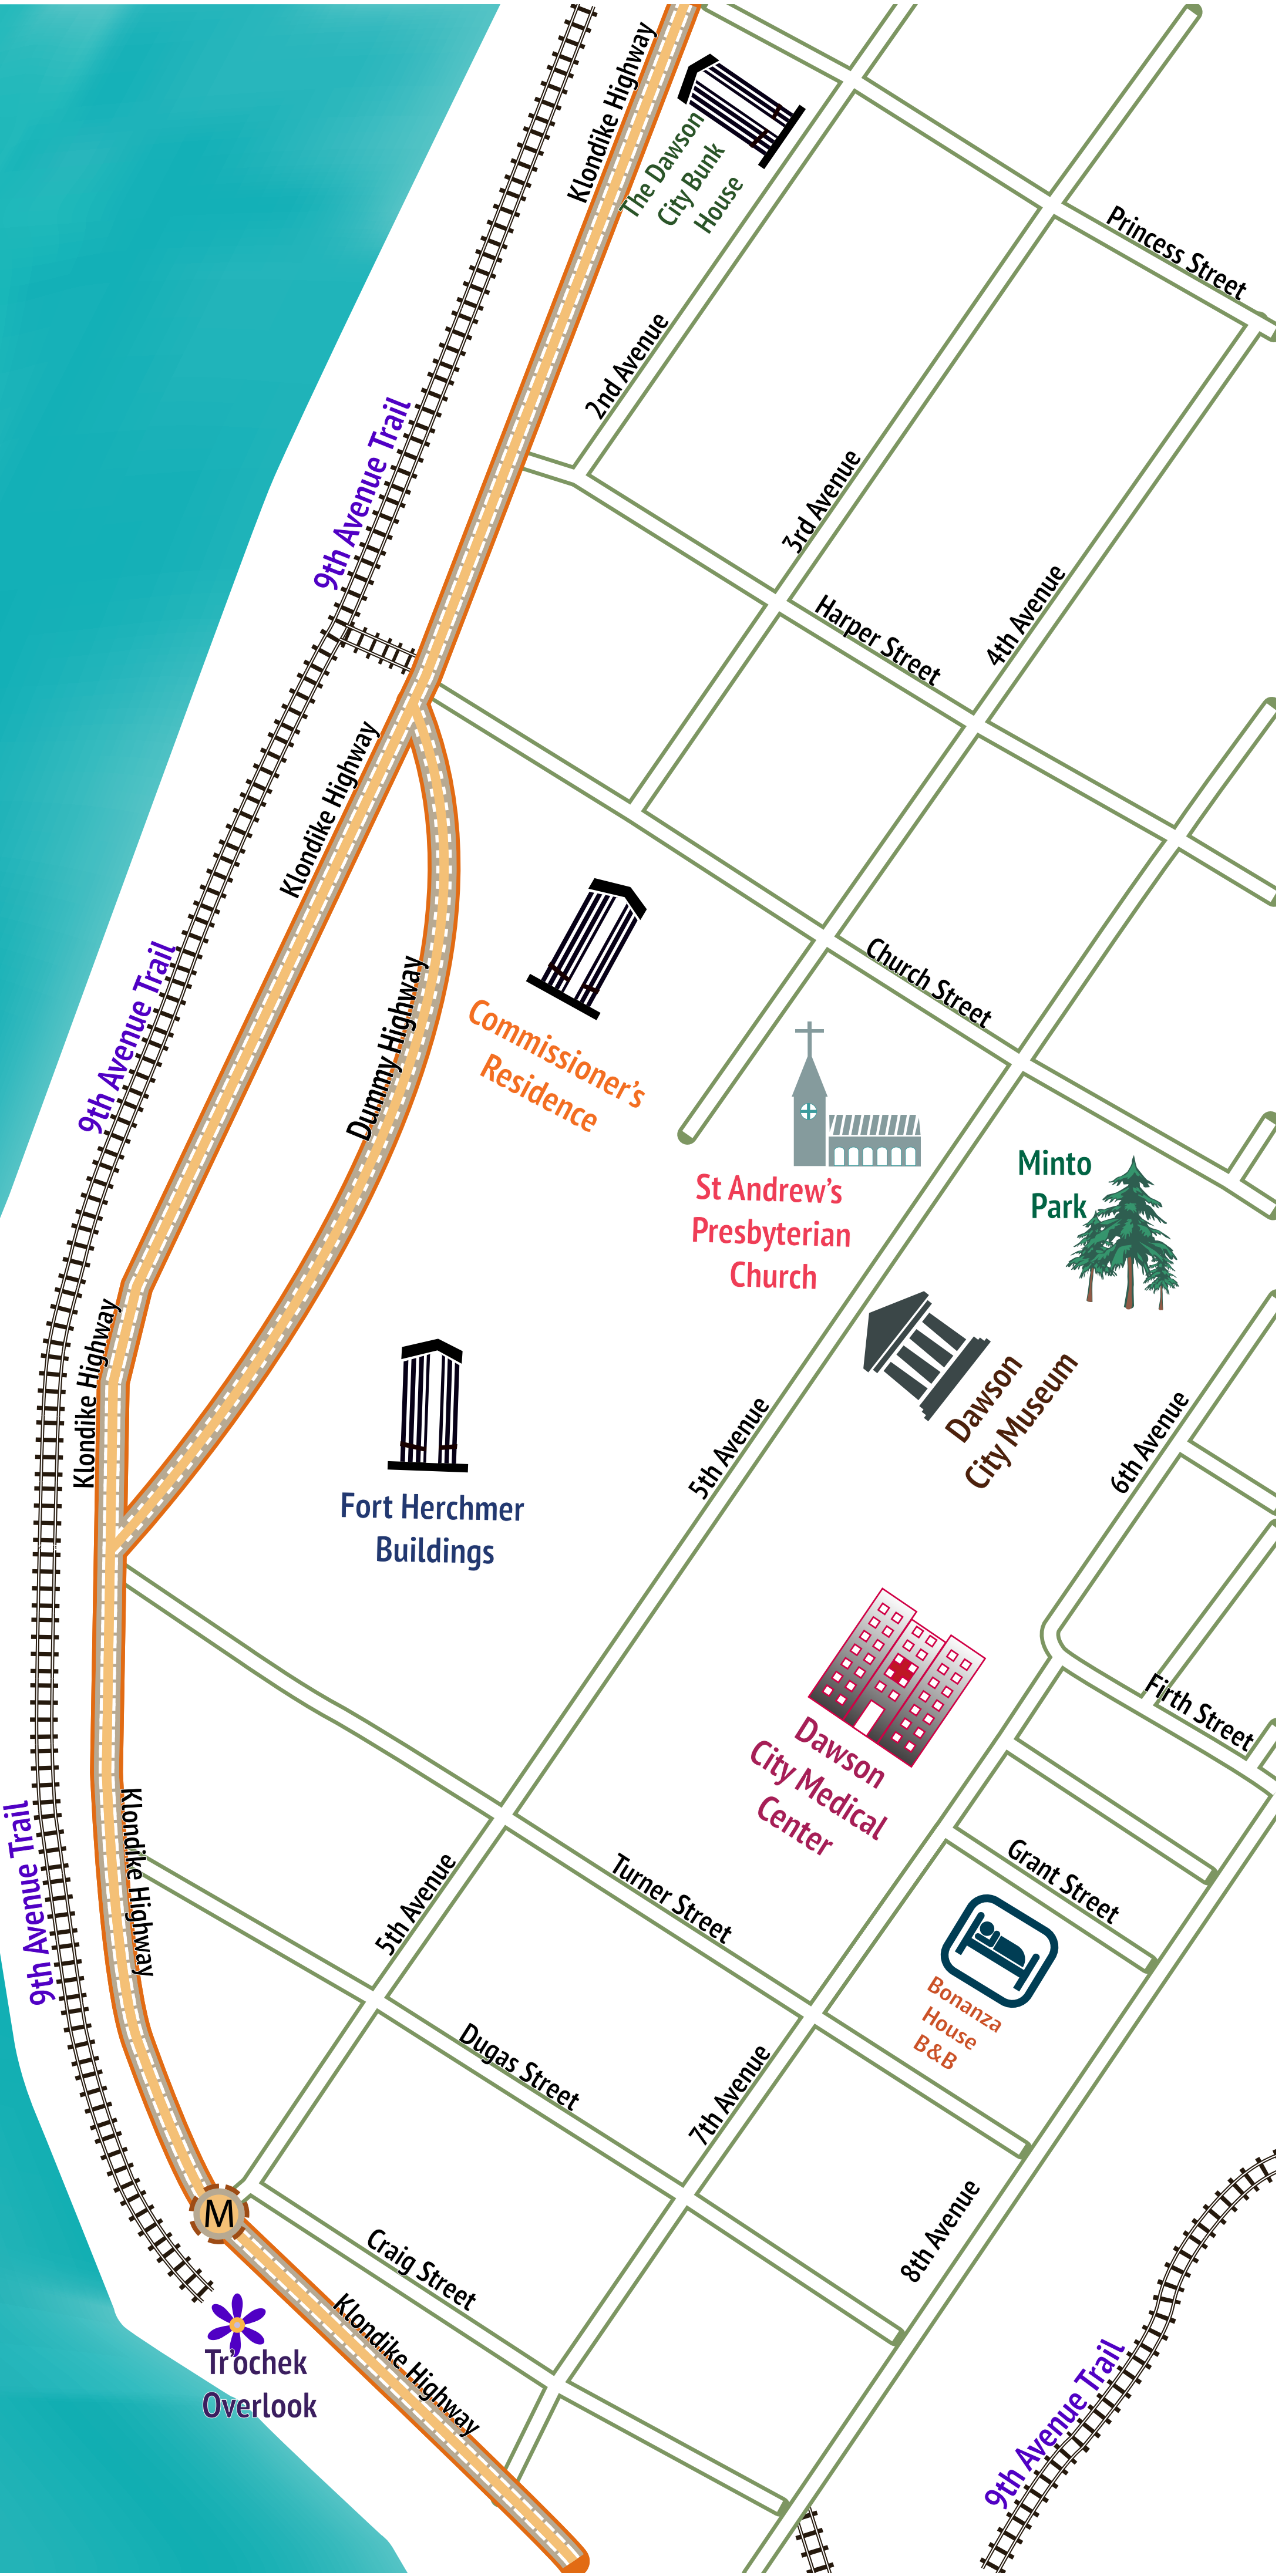 Klondike Highway
The Dawson
City Bunk
House
Princess Street
2nd Avenue
9th Avenue Trail
3rd Avenue
4th Avenue
Harper Street
Klondike Highway
Church Street
9th Avenue Trail
Dummy Highway
Commissioner's
Residence
Minto
Park
St Andrew's
Presbyterian
Church
Klondike Highway
Dawson
City Museum
5th Avenue
6th Avenue
Fort Herchmer
Buildings
Firth Street
Dawson
City Medical
Center
Klondike Highway
9th Avenue Trail
5th Avenue
Turner Street
Grant Street
Bonanza
House
B&B
Dugas Street
7th Avenue
M
8th Avenue
Craig Street
Klondike Highway
Tr'ochek
Overlook
9th Avenue Trail